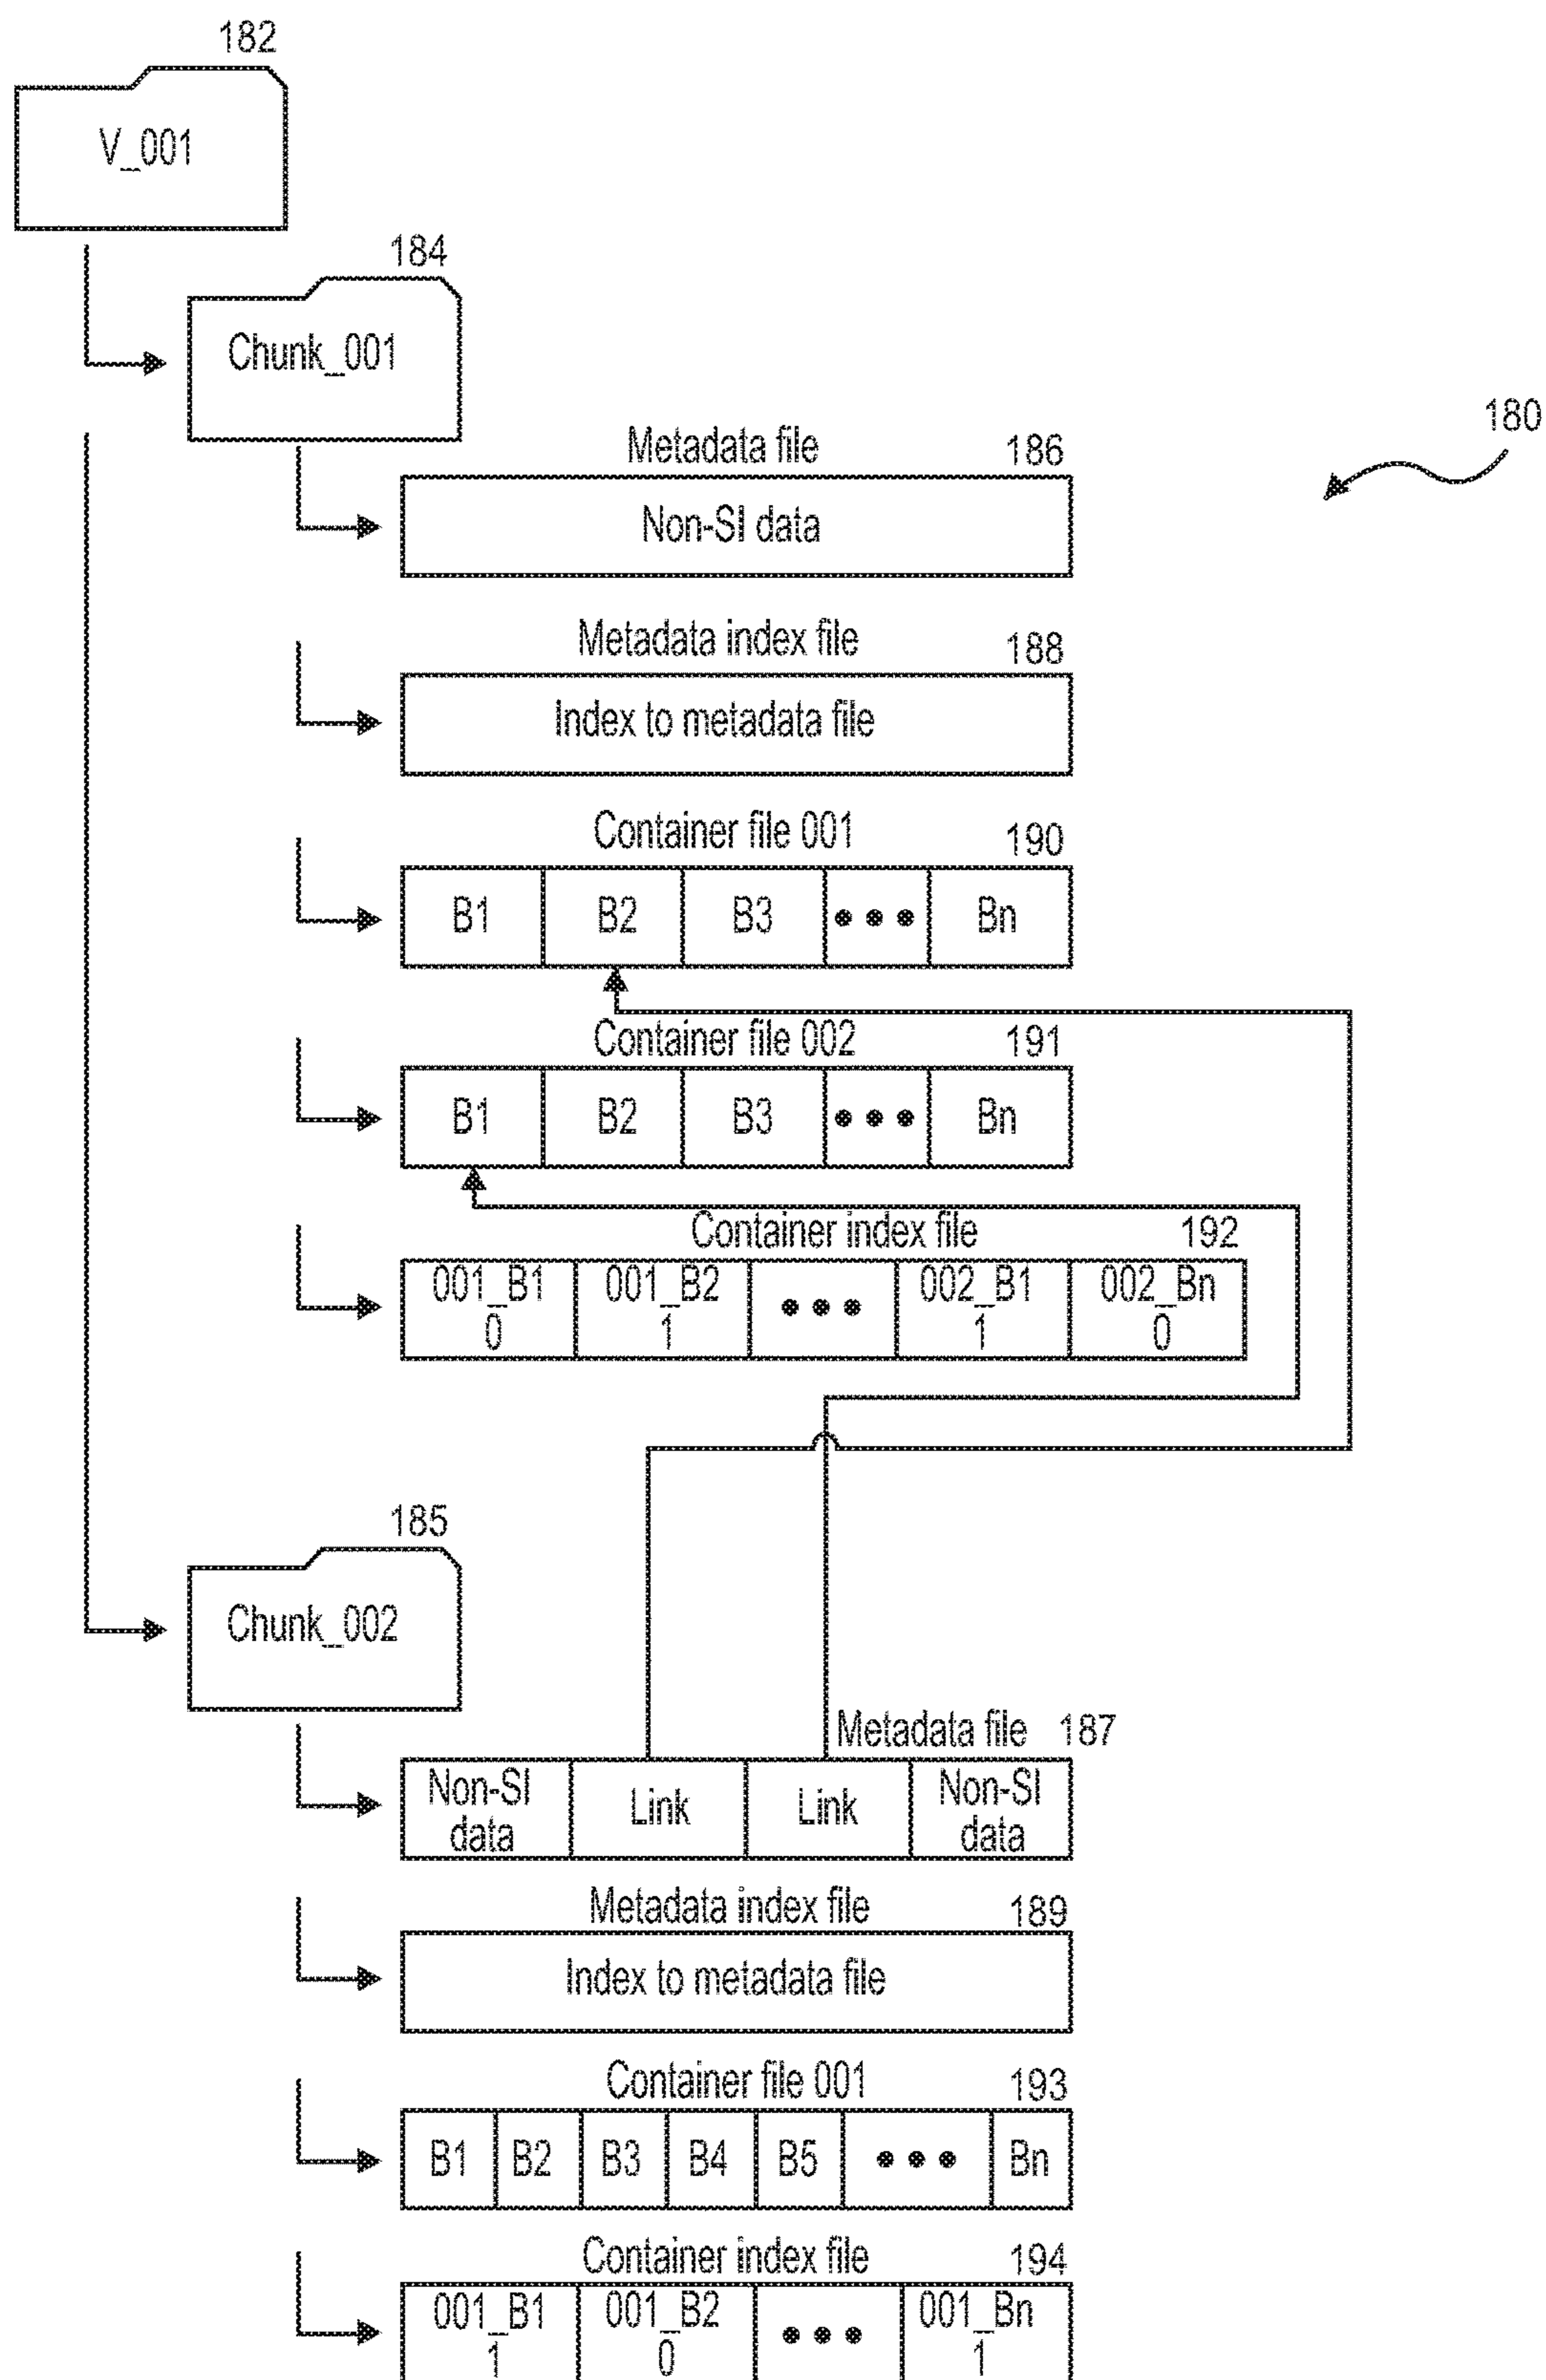 182
V_001
184
Chunk_001
180
Metadata file 186
Non-SI data
Metadata index file 188
Index to metadata file
Container file 001 190
B1 B2 B3 ••• Bn
Container file 002 191
B1 B2 B3 ••• Bn
Container index file 192
001_B1 001_B2 ••• 002_B1 002_Bn
0 1 1 0
185
Chunk_002
Metadata file 187
Non-SI Link Link Non-SI
data data
Metadata index file 189
Index to metadata file
Container file 001 193
B1 B2 B3 B4 B5 ••• Bn
Container index file 194
001_B1 001_B2 ••• 001_Bn
1 0 1